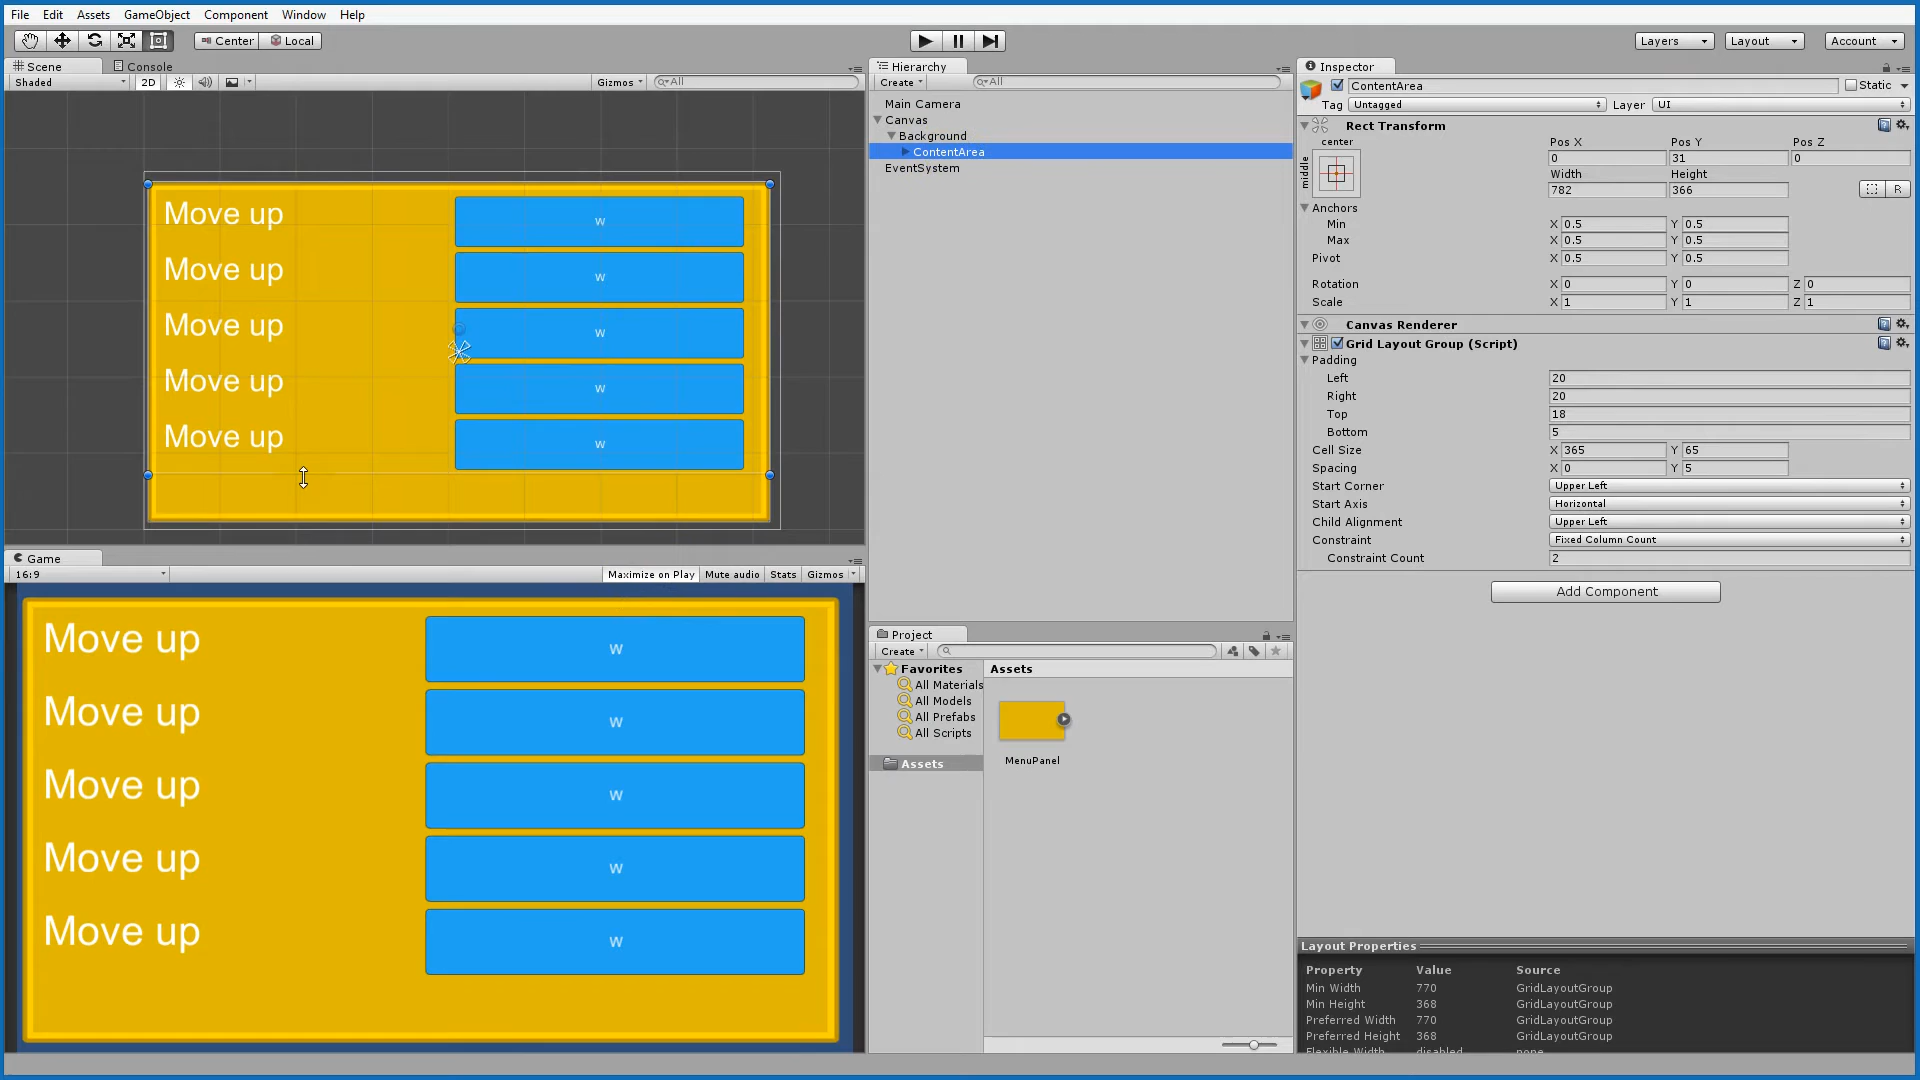 File Edit Assets GameObject Component Window Help
Center Local
Layers Layout Account
Scene Console
Shaded 2D Gizmos All
Move up w
Move up w
Move up w
Move up w
Move up w
Game
16:9 Maximize on Play Mute audio Stats Gizmos
Move up w
Move up w
Move up w
Move up w
Move up w
Hierarchy
Create All
Main Camera
Canvas
Background
ContentArea
EventSystem
Project
Create
Favorites
All Materials
All Models
All Prefabs
All Scripts
Assets
Assets
MenuPanel
Inspector
ContentArea Static
Tag Untagged Layer UI
Rect Transform
center
middle
Pos X Pos Y Pos Z
0 31 0
Width Height
782 366
R
Anchors
Min X 0.5 Y 0.5
Max X 0.5 Y 0.5
Pivot X 0.5 Y 0.5
Rotation X 0 Y 0 Z 0
Scale X 1 Y 1 Z 1
Canvas Renderer
Grid Layout Group (Script)
Padding
Left 20
Right 20
Top 18
Bottom 5
Cell Size X 365 Y 65
Spacing X 0 Y 5
Start Corner Upper Left
Start Axis Horizontal
Child Alignment Upper Left
Constraint Fixed Column Count
Constraint Count 2
Add Component
Layout Properties
Property Value Source
Min Width 770 GridLayoutGroup
Min Height 368 GridLayoutGroup
Preferred Width 770 GridLayoutGroup
Preferred Height 368 GridLayoutGroup
Flexible Width disabled none